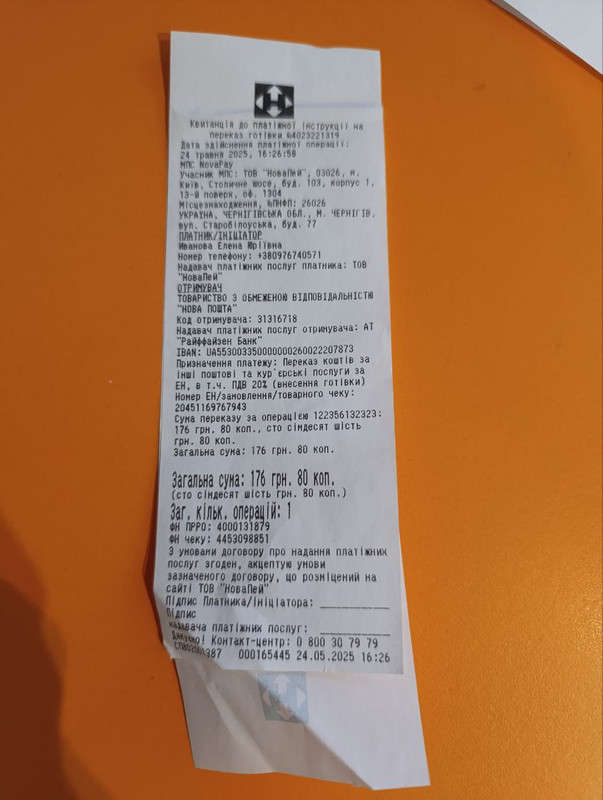 Квитанція до платіжної інструкції на
переказ готівки №4023221319
Дата здійснення платіжної операції:
24 травня 2025, 16:26:58
МПС NovaPay
Учасник МПС: ТОВ "НоваПей", 03026, м.
Київ, Столичне шосе, буд. 103, корпус 1,
13-й поверх, оф. 1304
Місцезнаходження, №ПНФП: 26026
УКРАЇНА, ЧЕРНІГІВСЬКА ОБЛ., М. ЧЕРНІГІВ,
вул. Старобілоуська, буд. 77
ПЛАТНИК/ІНІЦІАТОР
Иванова Елена Юріївна
Номер телефону: +380976740571
Надавач платіжних послуг платника: ТОВ
"НоваПей"
ОТРИМУВАЧ
ТОВАРИСТВО З ОБМЕЖЕНОЮ ВІДПОВІДАЛЬНІСТЮ
"НОВА ПОШТА"
Код отримувача: 31316718
Надавач платіжних послуг отримувача: АТ
"Райффайзен Банк"
IBAN: UA553003350000000260022207873
Призначення платежу: Переказ коштів за
інші поштові та кур'єрські послуги за
ЕН, в т.ч. ПДВ 20% (внесення готівки)
Номер ЕН/замовлення/товарного чеку:
20451169767943
Сума переказу за операцією 122356132323:
176 грн. 80 коп., сто сімдесят шість
грн. 80 коп.
Загальна сума: 176 грн. 80 коп.
Загальна сума: 176 грн. 80 коп.
(сто сімдесят шість грн. 80 коп.)
Заг. кільк. операцій: 1
ФН ПРРО: 4000131879
ФН чеку: 4453098851
З умовами договору про надання платіжних
послуг згоден, акцептую умови
зазначеного договору, що розміщений на
сайті ТОВ "НоваПей"
Підпис Платника/Ініціатора:
Підпис
надавача платіжних послуг:
Дякуємо! Контакт-центр: 0 800 30 79 79
000165445 24.05.2025 16:26